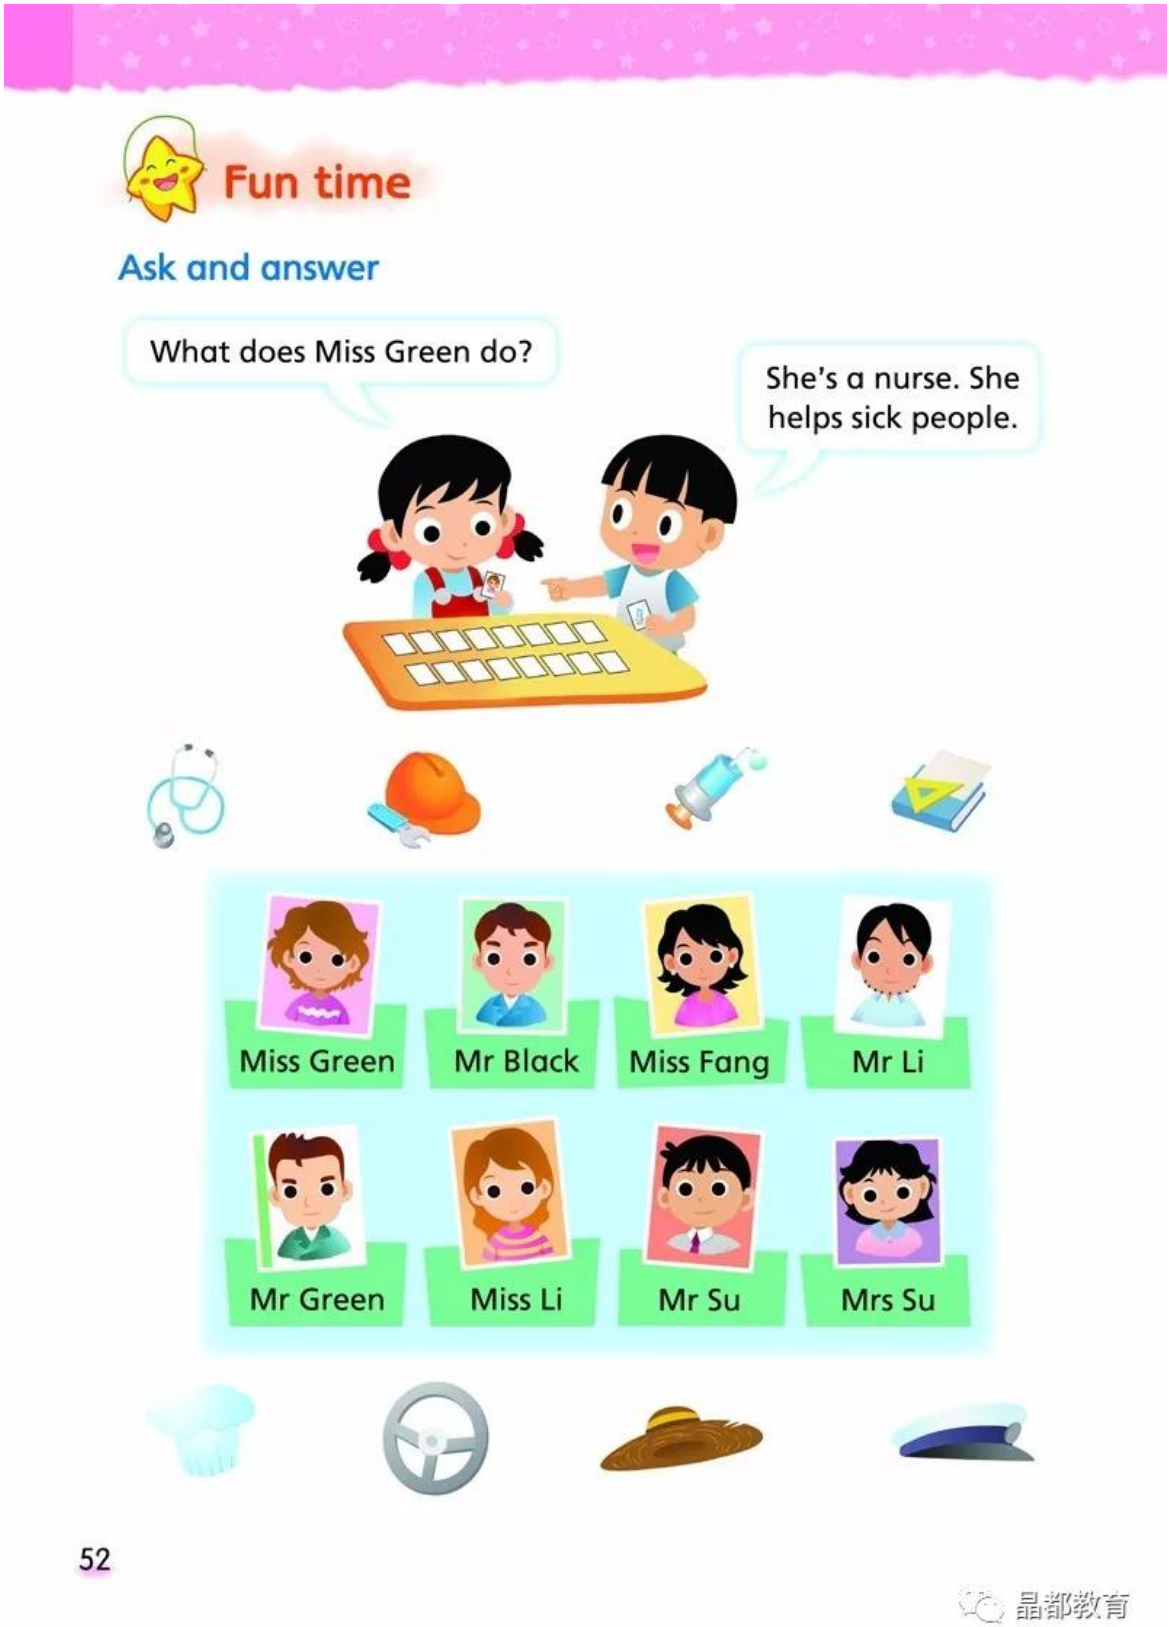 Fun time
Ask and answer
What does Miss Green do?
She's a nurse. She
helps sick people.
Miss Green
Mr Black
Miss Fang
Mr Li
Mr Green
Miss Li
Mr Su
Mrs Su
52
晶都教育